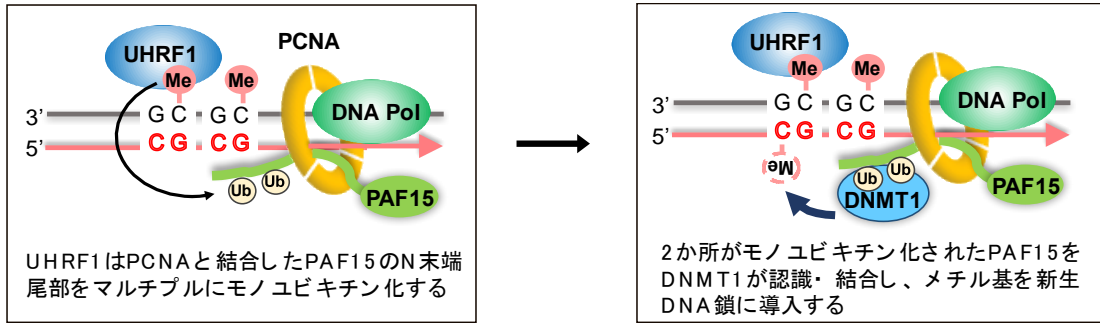 UHRF1
PCNA
Me
Me
3’
G C G C
DNA Pol
5’
C G C G
Ub
Ub
PAF15
UHRF1はPCNAと結合したPAF15のN末端
尾部をマルチプルにモノユビキチン化する
UHRF1
PCNA
Me
Me
3’
G C G C
DNA Pol
5’
C G C G
Me
Ub
Ub
DNMT1
PAF15
2か所がモノユビキチン化されたPAF15を
DNMT1が認識・結合し、メチル基を新生
DNA鎖に導入する